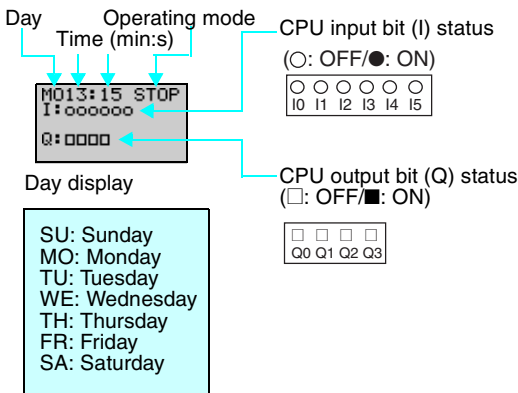 Day
Operating mode
Time (min:s)
MO13:15 STOP
I:oooooo
Q:□□□□
CPU input bit (I) status
(○: OFF/●: ON)
○ ○ ○ ○ ○ ○
I0 I1 I2 I3 I4 I5
CPU output bit (Q) status
(□: OFF/■: ON)
□ □ □ □
Q0 Q1 Q2 Q3
Day display
SU: Sunday
MO: Monday
TU: Tuesday
WE: Wednesday
TH: Thursday
FR: Friday
SA: Saturday